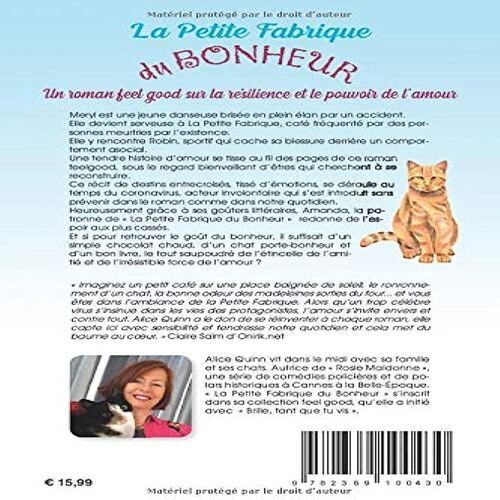 Matériel protégé par le droit d'auteur
La Petite Fabrique
du BONHEUR
Un roman feel good sur la résilience et le pouvoir de l'amour
Meryl est une jeune danseuse brisée en plein élan par un accident.
Elle devient serveuse à La Petite Fabrique, café fréquenté par des per-
sonnes meurtries par l'existence.
Elle y rencontre Robin, sportif qui cache sa blessure derrière un compor-
tement asocial.
Une tendre histoire d'amour se tisse au fil des pages de ce roman
feelgood, sous le regard bienveillant d'êtres qui cherchent à se
reconstruire.
Ce récit de destins entrecroisés, tissé d'émotions, se déroule au
temps du coronavirus, acteur involontaire qui s'est introduit sans
prévenir dans le roman comme dans notre quotidien.
Heureusement grâce à ses goûters littéraires, Armanda, la pa-
tronne de « La Petite Fabrique du Bonheur » redonne de l'es-
poir aux plus cassés.
Et si pour retrouver le goût du bonheur, il suffisait d'un
simple chocolat chaud, d'un chat porte-bonheur et
d'un bon livre, le tout saupoudré de l'étincelle de l'ami-
tié et de l'irrésistible force de l'amour ?
« Imaginez un petit café sur une place baignée de soleil, le ronronne-
ment d'un chat, la bonne odeur des madeleines sorties du four... et vous
êtes dans l'ambiance de la Petite Fabrique. Alors qu'un trop célèbre
virus s'insinue dans les vies des protagonistes, l'amour s'invite envers
et contre tout. Alice Quinn a le don de se réinventer à chaque roman, elle
capte ici avec sensibilité et tendresse notre quotidien et cela met du
baume au cœur. » Claire Saim d'Onirik.net
Alice Quinn vit dans le midi avec sa famille
et ses chats. Autrice de « Rosie Maldonne »,
une série de comédies policières et de po-
lars historiques à Cannes à la Belle-Époque.
« La Petite Fabrique du Bonheur » s'inscrit
dans sa collection feel good, qu'elle a initié
avec « Brille, tant que tu vis ».
€ 15,99
9 782369 100430
Matériel protégé par le droit d'auteur